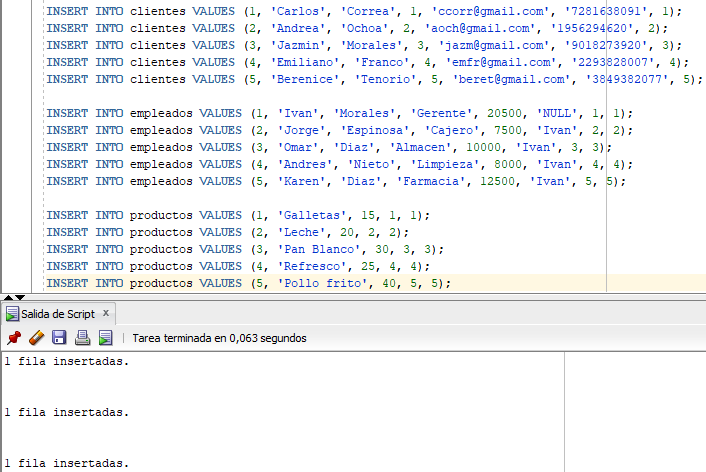 INSERT INTO clientes VALUES (1, 'Carlos', 'Correa', 1, 'ccorr@gmail.com', '7281638091', 1);
INSERT INTO clientes VALUES (2, 'Andrea', 'Ochoa', 2, 'aoch@gmail.com', '1956294620', 2);
INSERT INTO clientes VALUES (3, 'Jazmin', 'Morales', 3, 'jazm@gmail.com', '9018273920', 3);
INSERT INTO clientes VALUES (4, 'Emiliano', 'Franco', 4, 'emfr@gmail.com', '2293828007', 4);
INSERT INTO clientes VALUES (5, 'Berenice', 'Tenorio', 5, 'beret@gmail.com', '3849382077', 5);
INSERT INTO empleados VALUES (1, 'Ivan', 'Morales', 'Gerente', 20500, 'NULL', 1, 1);
INSERT INTO empleados VALUES (2, 'Jorge', 'Espinosa', 'Cajero', 7500, 'Ivan', 2, 2);
INSERT INTO empleados VALUES (3, 'Omar', 'Diaz', 'Almacen', 10000, 'Ivan', 3, 3);
INSERT INTO empleados VALUES (4, 'Andres', 'Nieto', 'Limpieza', 8000, 'Ivan', 4, 4);
INSERT INTO empleados VALUES (5, 'Karen', 'Diaz', 'Farmacia', 12500, 'Ivan', 5, 5);
INSERT INTO productos VALUES (1, 'Galletas', 15, 1, 1);
INSERT INTO productos VALUES (2, 'Leche', 20, 2, 2);
INSERT INTO productos VALUES (3, 'Pan Blanco', 30, 3, 3);
INSERT INTO productos VALUES (4, 'Refresco', 25, 4, 4);
INSERT INTO productos VALUES (5, 'Pollo frito', 40, 5, 5);
Salida de Script x
Tarea terminada en 0,063 segundos
1 fila insertadas.
1 fila insertadas.
1 fila insertadas.